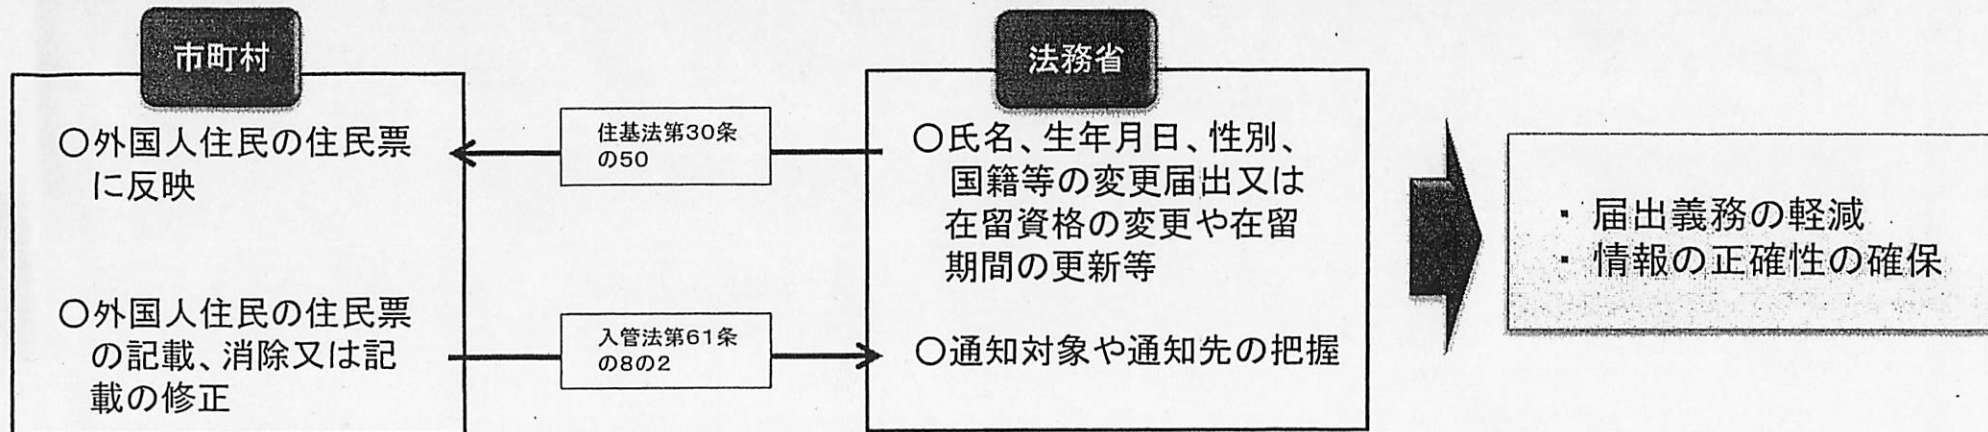 市町村
○外国人住民の住民票
に反映
○外国人住民の住民票
の記載、消除又は記
載の修正
住基法第30条
の50
入管法第61条
の8の2
法務省
○氏名、生年月日、性別、
国籍等の変更届出又は
在留資格の変更や在留
期間の更新等
○通知対象や通知先の把握
・ 届出義務の軽減
・ 情報の正確性の確保